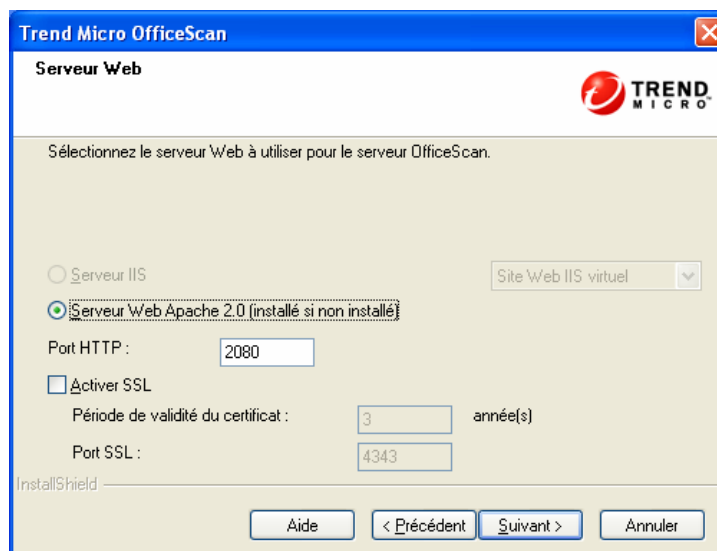 Trend Micro OfficeScan
Serveur Web
TREND
MICRO
Sélectionnez le serveur Web à utiliser pour le serveur OfficeScan.
Serveur IIS
Site Web IIS virtuel
Serveur Web Apache 2.0 (installé si non installé)
Port HTTP :
2080
Activer SSL
Période de validité du certificat :
3
année(s)
Port SSL :
4343
InstallShield
Aide
< Précédent
Suivant >
Annuler